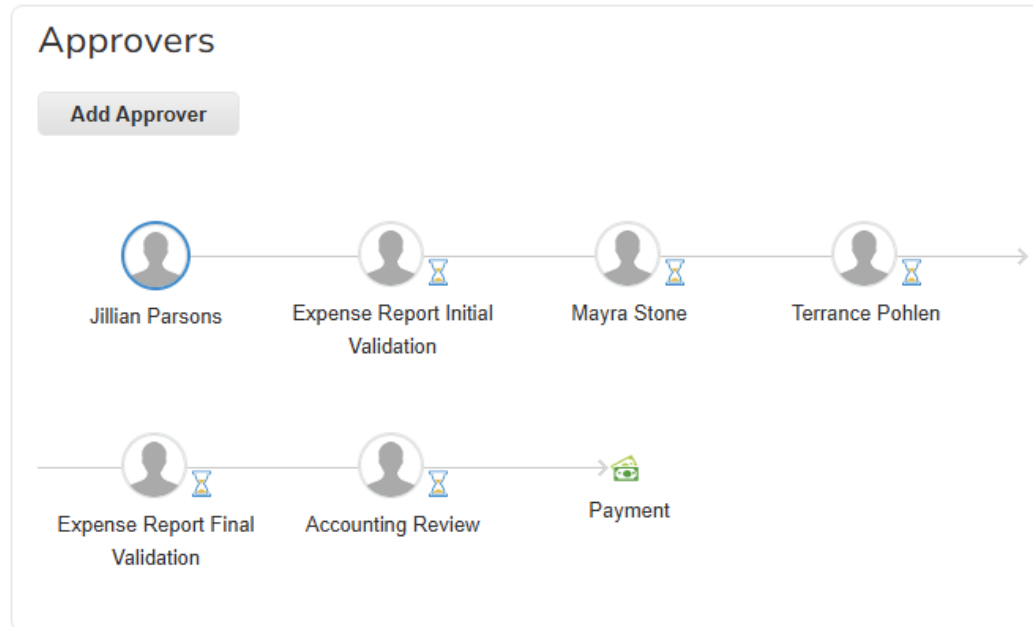 Approvers
Add Approver
Jillian Parsons
Expense Report Initial
Validation
Mayra Stone
Terrance Pohlen
Expense Report Final
Validation
Accounting Review
Payment